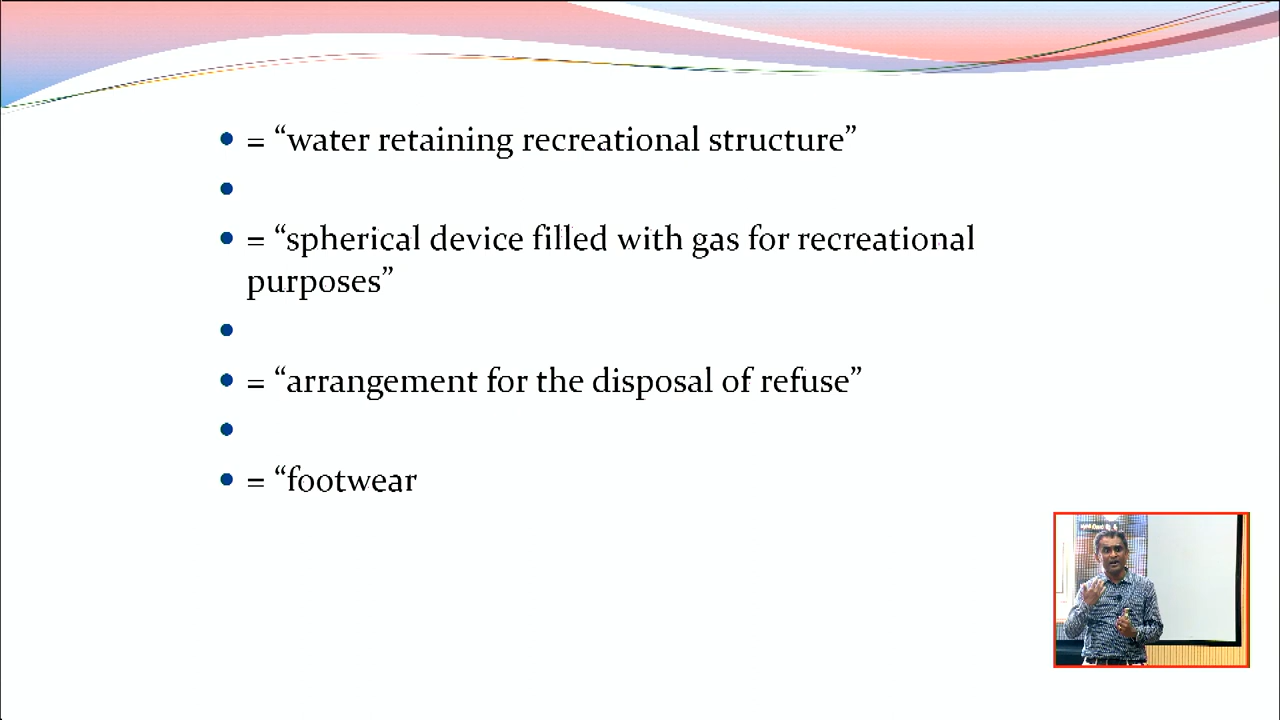 = “water retaining recreational structure”
= “spherical device filled with gas for recreational
purposes”
= “arrangement for the disposal of refuse”
= “footwear